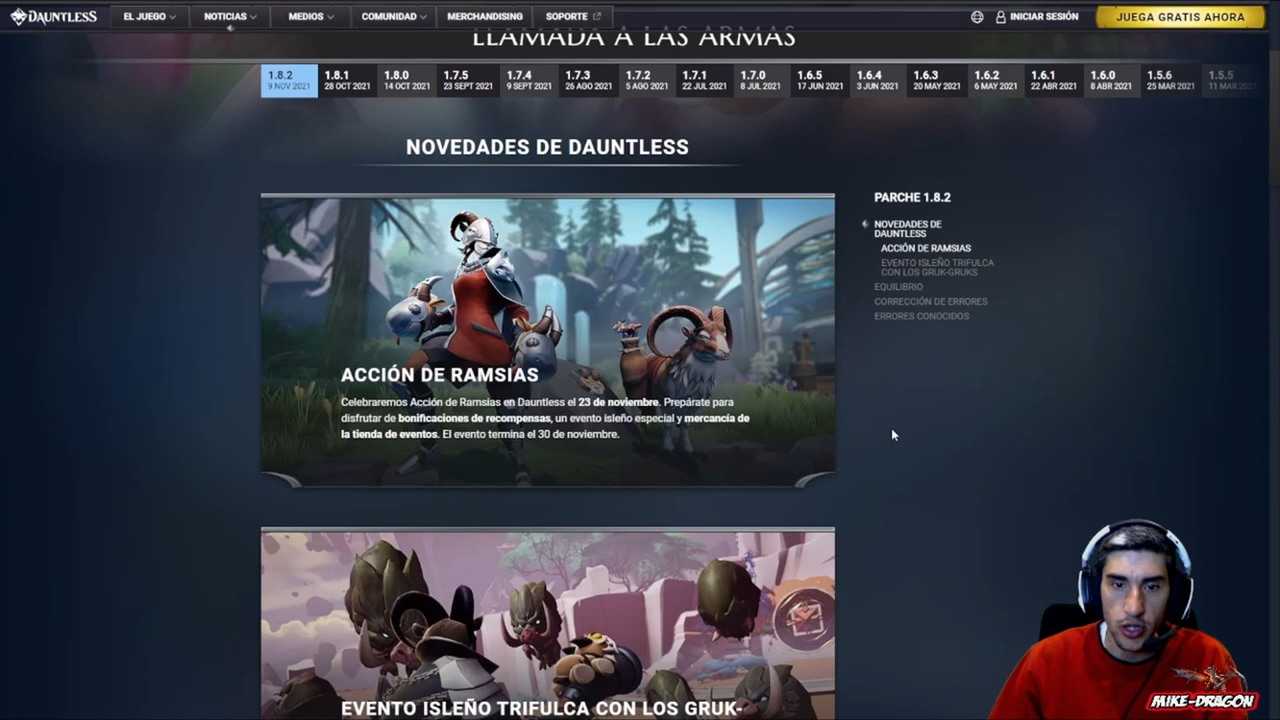 DAUNTLESS
EL JUEGO
NOTICIAS
MEDIOS
COMUNIDAD
MERCHANDISING
SOPORTE
INICIAR SESIÓN
JUEGA GRATIS AHORA
LLAMADA A LAS ARMAS
1.8.2
9 NOV 2021
1.8.1
28 OCT 2021
1.8.0
14 OCT 2021
1.7.5
23 SEPT 2021
1.7.4
9 SEPT 2021
1.7.3
26 AGO 2021
1.7.2
5 AGO 2021
1.7.1
22 JUL 2021
1.7.0
8 JUL 2021
1.6.5
17 JUN 2021
1.6.4
3 JUN 2021
1.6.3
20 MAY 2021
1.6.2
6 MAY 2021
1.6.1
22 ABR 2021
1.6.0
8 ABR 2021
1.5.6
25 MAR 2021
1.5.5
11 MAR 2021
NOVEDADES DE DAUNTLESS
ACCIÓN DE RAMSIAS
Celebraremos Acción de Ramsias en Dauntless el 23 de noviembre. Prepárate para
disfrutar de bonificaciones de recompensas, un evento isleño especial y mercancía de
la tienda de eventos. El evento termina el 30 de noviembre.
EVENTO ISLEÑO TRIFULCA CON LOS GRUK-
PARCHE 1.8.2
NOVEDADES DE
DAUNTLESS
ACCIÓN DE RAMSIAS
EVENTO ISLEÑO TRIFULCA
CON LOS GRUK-GRUKS
EQUILIBRIO
CORRECCIÓN DE ERRORES
ERRORES CONOCIDOS
MIKE-DRAGON